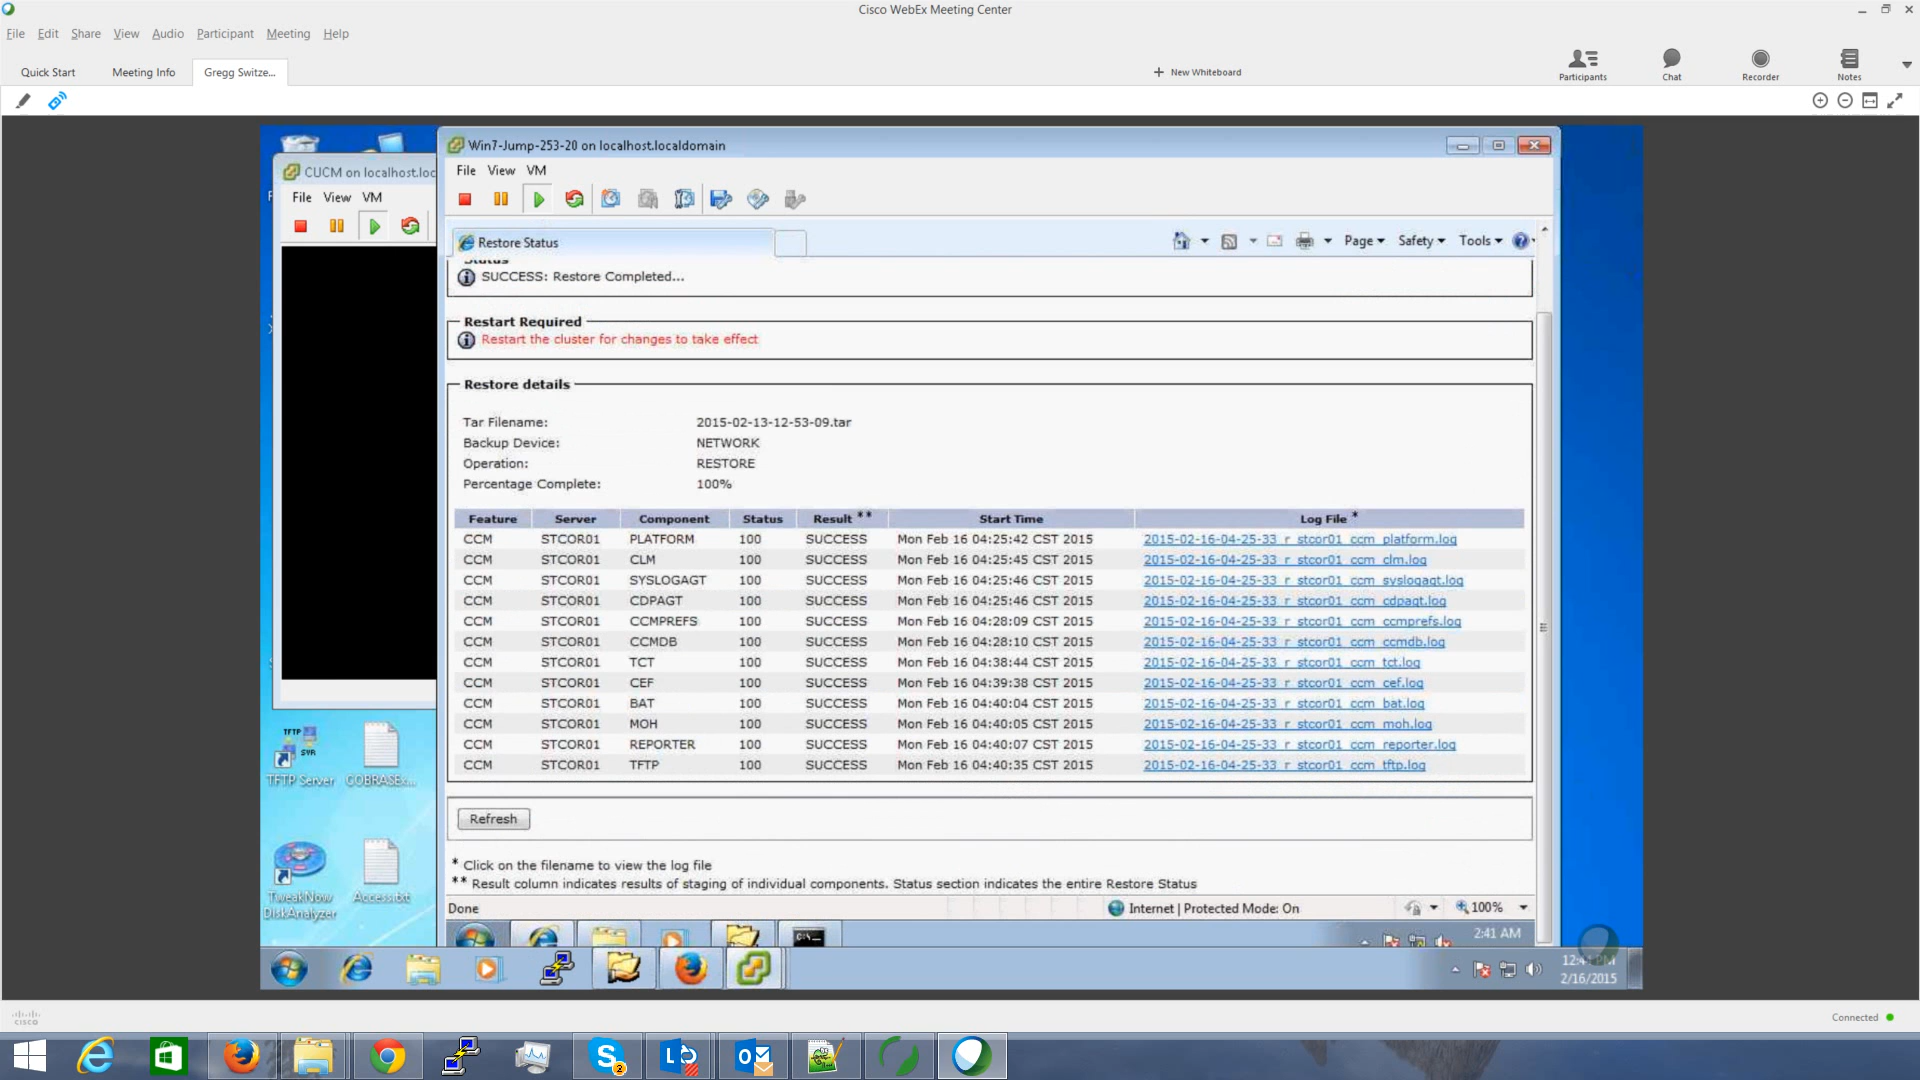 Cisco WebEx Meeting Center
File Edit Share View Audio Participant Meeting Help
Quick Start Meeting Info Gregg Switze...
New Whiteboard
Participants Chat Recorder Notes
CUCM on localhost.loc
File View VM
Win7-Jump-253-20 on localhost.localdomain
File View VM
Restore Status
Page Safety Tools
Status
SUCCESS: Restore Completed...
Restart Required
Restart the cluster for changes to take effect
Restore details
Tar Filename: 2015-02-13-12-53-09.tar
Backup Device: NETWORK
Operation: RESTORE
Percentage Complete: 100%
Feature Server Component Status Result ** Start Time Log File *
CCM STCOR01 PLATFORM 100 SUCCESS Mon Feb 16 04:25:42 CST 2015 2015-02-16-04-25-33_r_stcor01_ccm_platform.log
CCM STCOR01 CLM 100 SUCCESS Mon Feb 16 04:25:45 CST 2015 2015-02-16-04-25-33_r_stcor01_ccm_clm.log
CCM STCOR01 SYSLOGAGT 100 SUCCESS Mon Feb 16 04:25:46 CST 2015 2015-02-16-04-25-33_r_stcor01_ccm_syslogagt.log
CCM STCOR01 CDPAGT 100 SUCCESS Mon Feb 16 04:25:46 CST 2015 2015-02-16-04-25-33_r_stcor01_ccm_cdpagt.log
CCM STCOR01 CCMPREFS 100 SUCCESS Mon Feb 16 04:28:09 CST 2015 2015-02-16-04-25-33_r_stcor01_ccm_ccmprefs.log
CCM STCOR01 CCMDB 100 SUCCESS Mon Feb 16 04:28:10 CST 2015 2015-02-16-04-25-33_r_stcor01_ccm_ccmdb.log
CCM STCOR01 TCT 100 SUCCESS Mon Feb 16 04:38:44 CST 2015 2015-02-16-04-25-33_r_stcor01_ccm_tct.log
CCM STCOR01 CEF 100 SUCCESS Mon Feb 16 04:39:38 CST 2015 2015-02-16-04-25-33_r_stcor01_ccm_cef.log
CCM STCOR01 BAT 100 SUCCESS Mon Feb 16 04:40:04 CST 2015 2015-02-16-04-25-33_r_stcor01_ccm_bat.log
CCM STCOR01 MOH 100 SUCCESS Mon Feb 16 04:40:05 CST 2015 2015-02-16-04-25-33_r_stcor01_ccm_moh.log
CCM STCOR01 REPORTER 100 SUCCESS Mon Feb 16 04:40:07 CST 2015 2015-02-16-04-25-33_r_stcor01_ccm_reporter.log
CCM STCOR01 TFTP 100 SUCCESS Mon Feb 16 04:40:35 CST 2015 2015-02-16-04-25-33_r_stcor01_ccm_tftp.log
Refresh
* Click on the filename to view the log file
** Result column indicates results of staging of individual components. Status section indicates the entire Restore Status
Done
Internet | Protected Mode: On
100%
TFTP Server
COBRASEx...
TweakNow DiskAnalyzer
Access.txt
2:41 AM
2/16/2015
CISCO
Connected